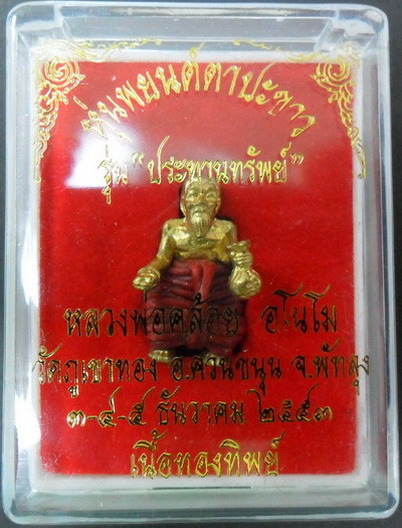 หุ่นพยนต์ตาปะขาว
รุ่น "ประทานทรัพย์"
หลวงพ่อคล้อย อโนโม
วัดภูเขาทอง อ.ควนขนุน จ.พัทลุง
๓-๔-๕ ธันวาคม ๒๕๕๓
เนื้อทองทิพย์